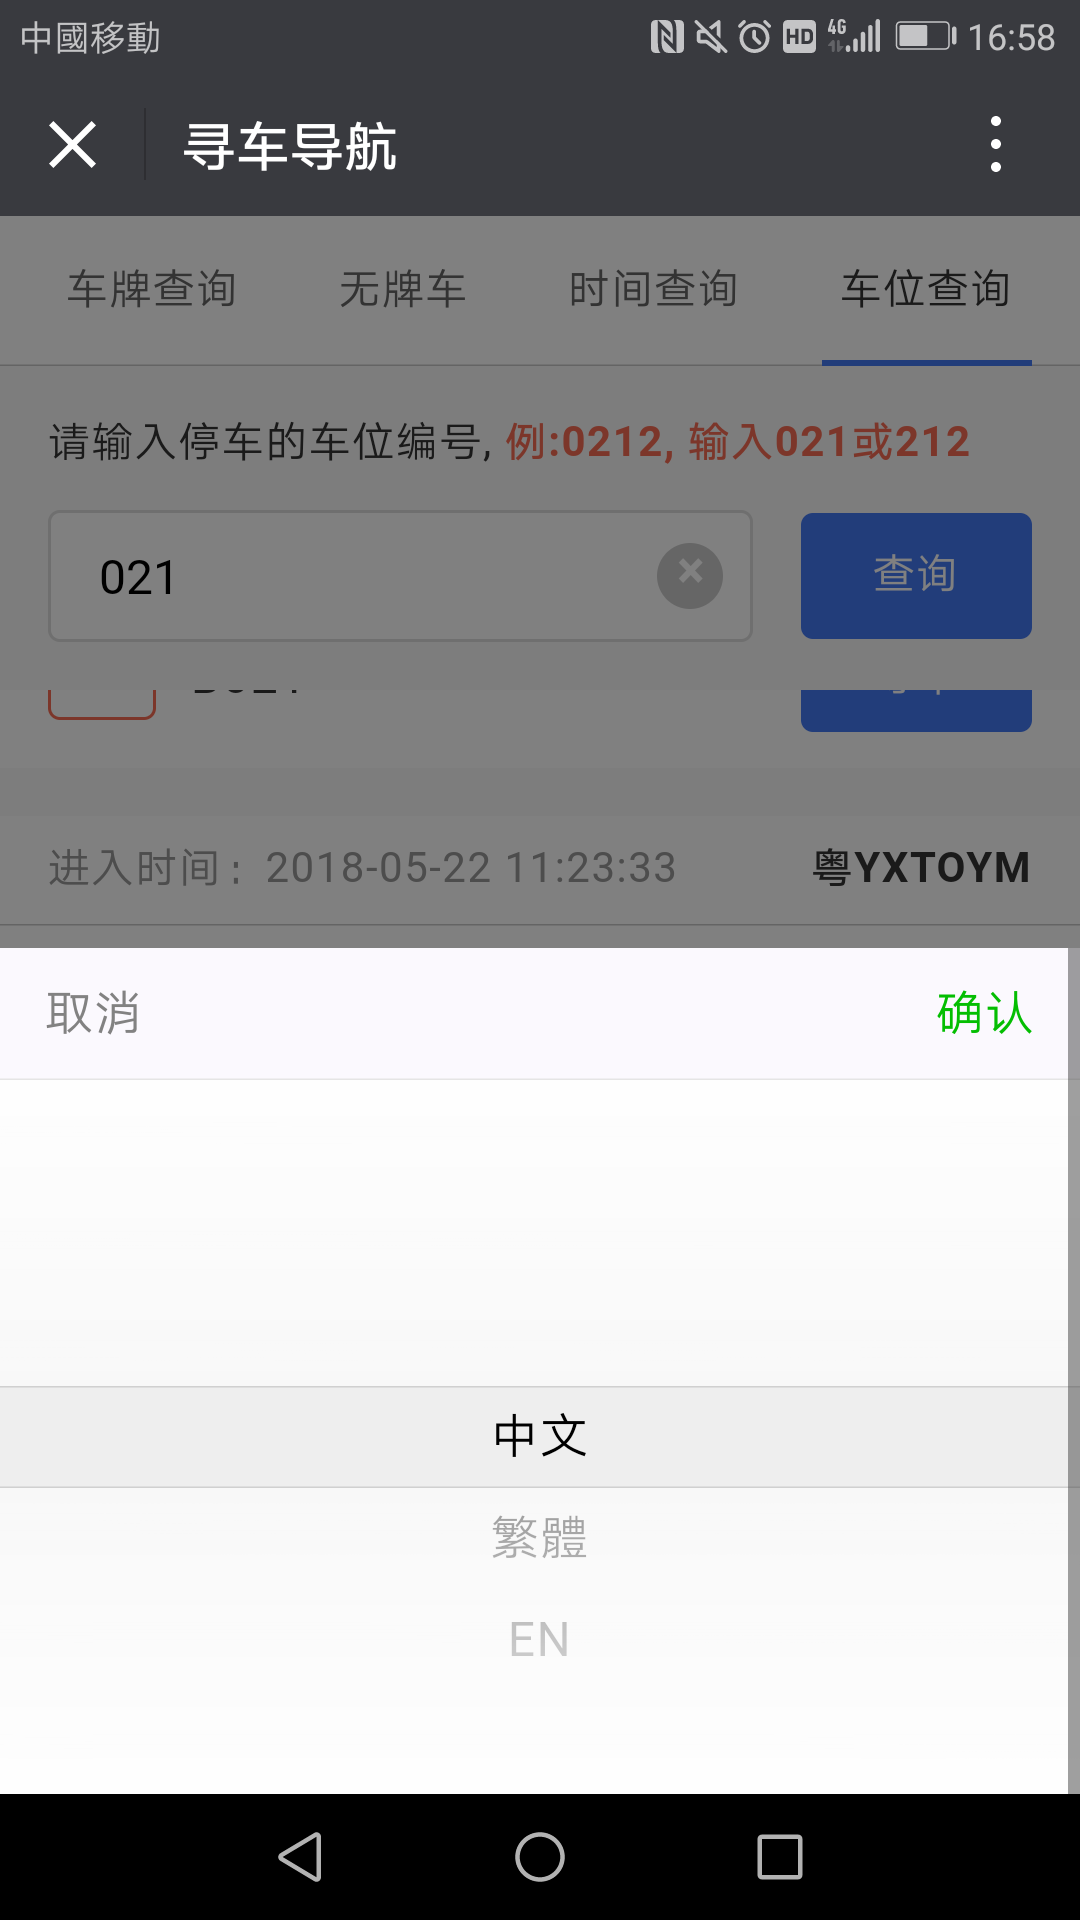 中國移動 HD 4G 16:58
寻车导航
车牌查询 无牌车 时间查询 车位查询
请输入停车的车位编号, 例:0212, 输入021或212
021 查询
进入时间： 2018-05-22 11:23:33 粤YXTOYM
取消 确认
中文
繁體
EN